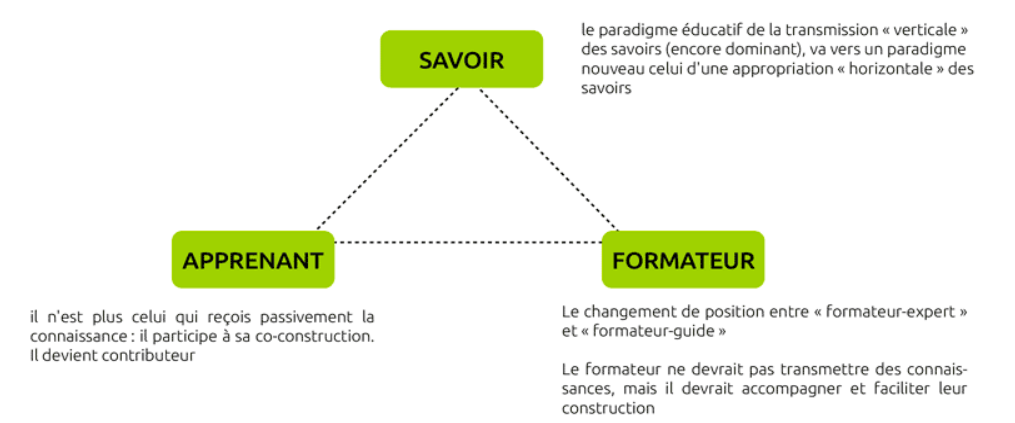 SAVOIR
le paradigme éducatif de la transmission « verticale »
des savoirs (encore dominant), va vers un paradigme
nouveau celui d'une appropriation « horizontale » des
savoirs
APPRENANT
il n'est plus celui qui reçois passivement la
connaissance : il participe à sa co-construction.
Il devient contributeur
FORMATEUR
Le changement de position entre « formateur-expert »
et « formateur-guide »
Le formateur ne devrait pas transmettre des connais-
sances, mais il devrait accompagner et faciliter leur
construction